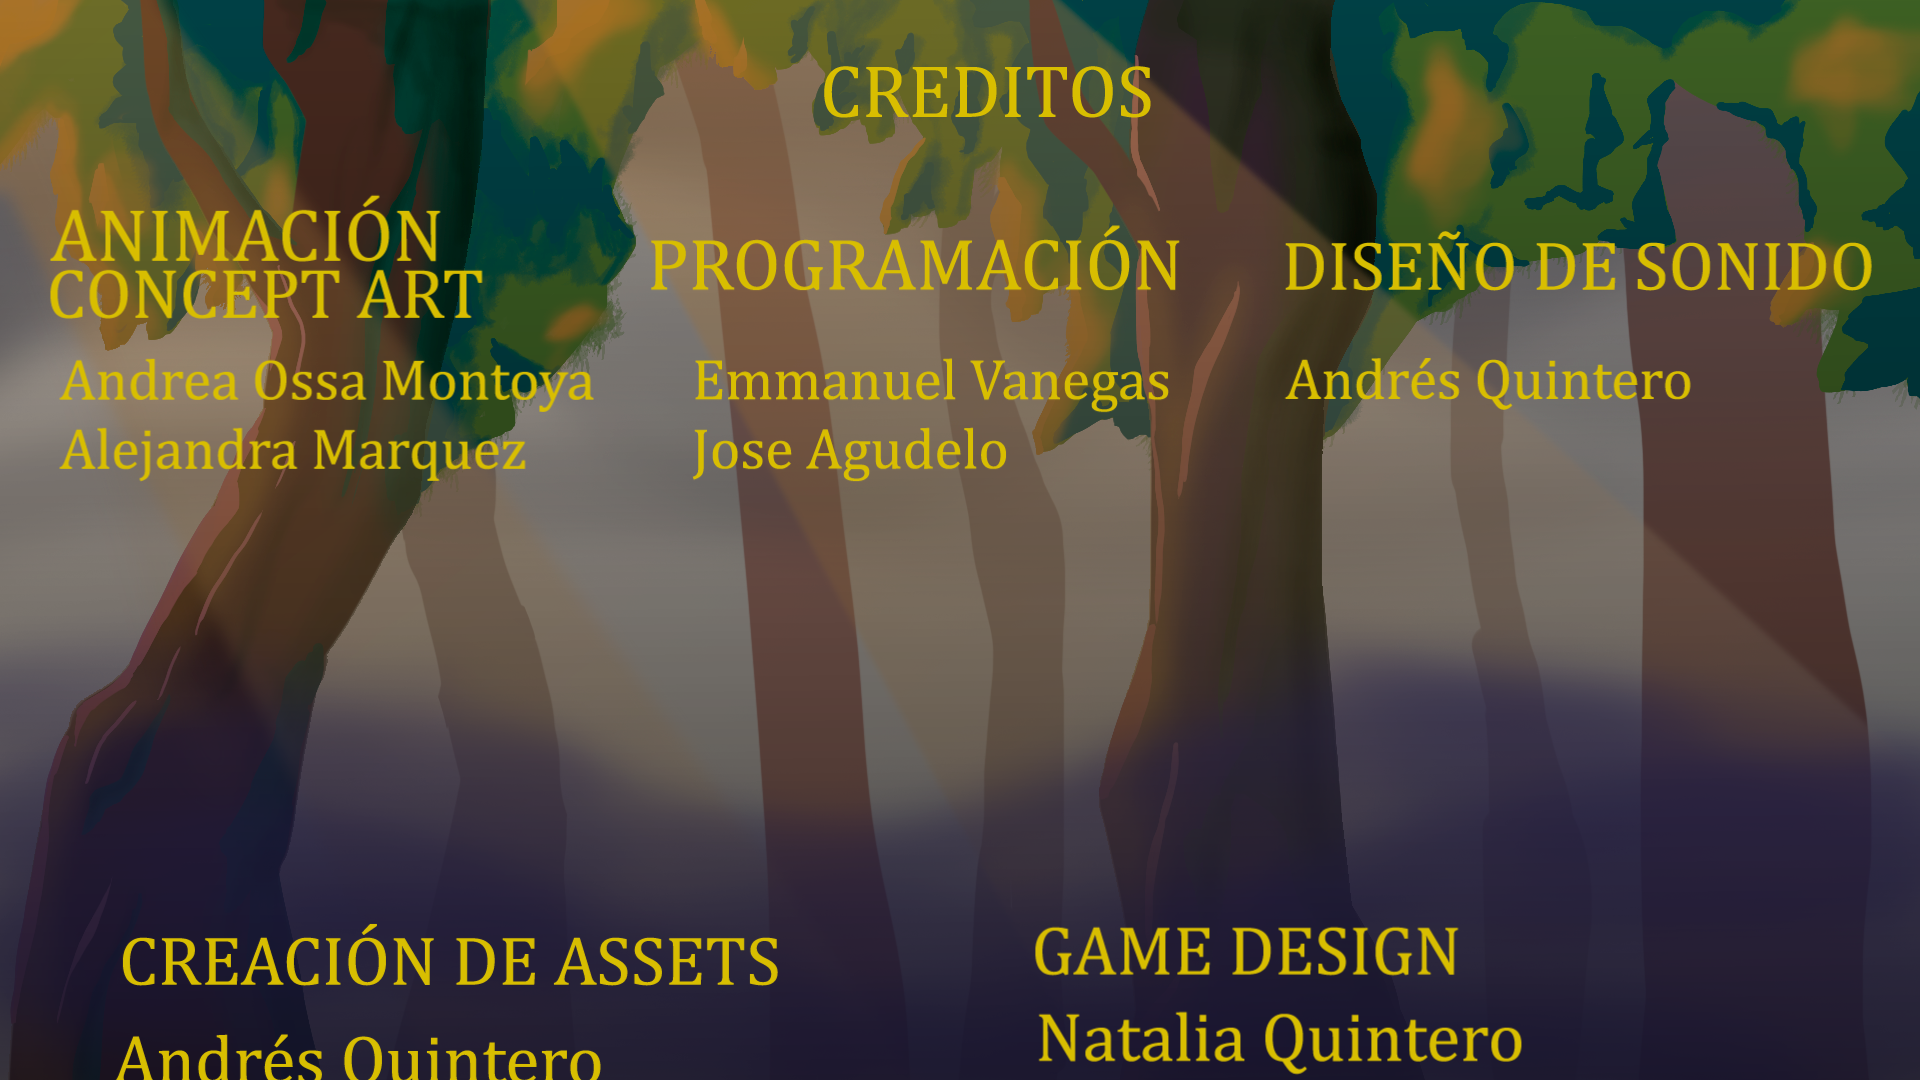 CREDITOS
ANIMACIÓN
CONCEPT ART
Andrea Ossa Montoya
Alejandra Marquez
PROGRAMACIÓN
Emmanuel Vanegas
Jose Agudelo
DISEÑO DE SONIDO
Andrés Quintero
CREACIÓN DE ASSETS
Andrés Quintero
GAME DESIGN
Natalia Quintero